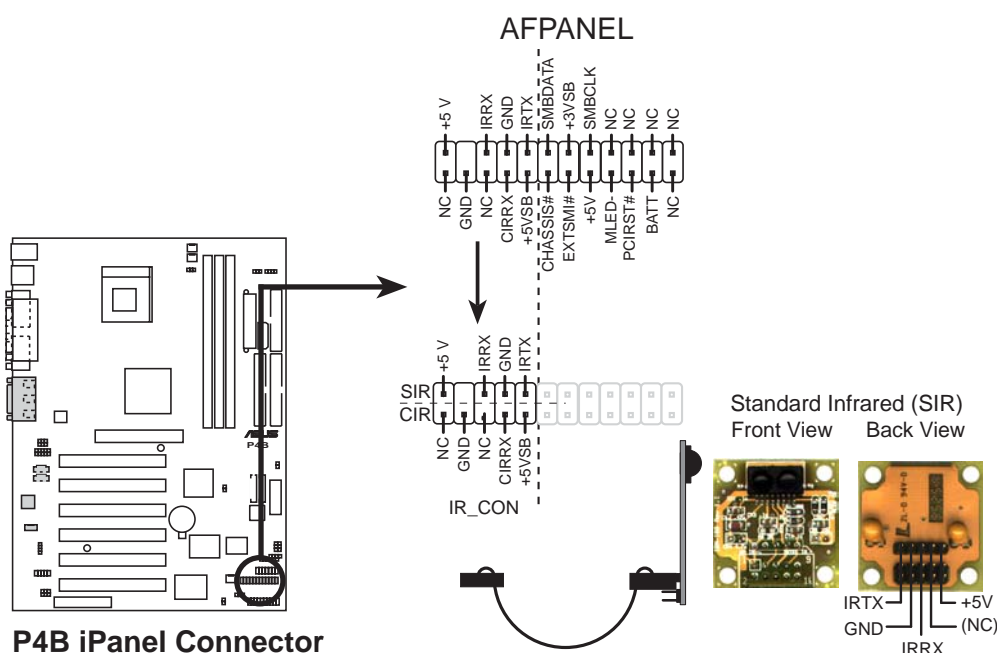 AFPANEL
+5 V
IRRX
GND
IRTX
SMBDATA
+3VSB
SMBCLK
NC
NC
NC
NC
NC
GND
NC
CIRRX
+5VSB
CHASSIS#
EXTSMI#
+5V
MLED-
PCIRST#
BATT
NC
+5 V
IRRX
GND
IRTX
SIR
CIR
NC
GND
NC
CIRRX
+5VSB
IR_CON
Standard Infrared (SIR)
Front View Back View
IRTX
GND
IRRX
+5V
(NC)
/ISUS
P4B
P4B iPanel Connector